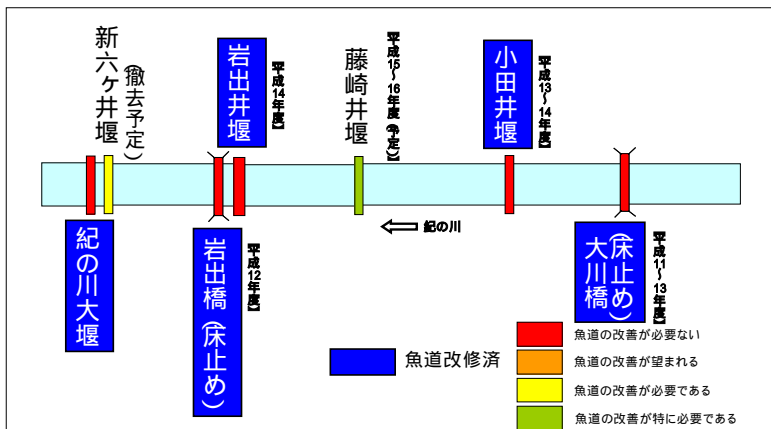 新六ヶ井堰
(撤去予定)
岩出井堰
【平成14年度】
藤崎井堰
【平成15~16年度(予定)】
小田井堰
【平成13~14年度】
紀の川
紀の川大堰
岩出橋(床止め)
【平成12年度】
大川橋
(床止め)
【平成11~13年度】
魚道改修済
魚道の改善が必要ない
魚道の改善が望まれる
魚道の改善が必要である
魚道の改善が特に必要である